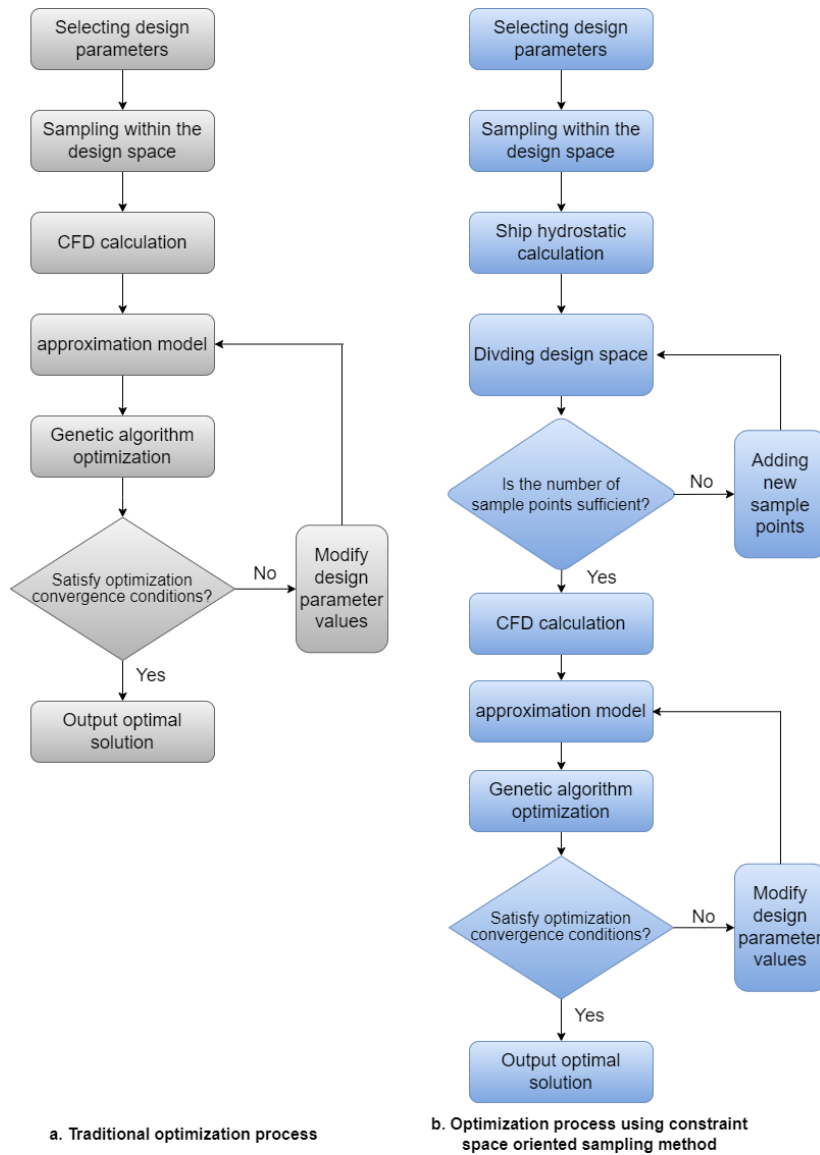 Selecting design
parameters
Sampling within the
design space
CFD calculation
approximation model
Genetic algorithm
optimization
Satisfy optimization
convergence conditions?
No
Modify
design
parameter
values
Yes
Output optimal
solution
a. Traditional optimization process
Selecting design
parameters
Sampling within the
design space
Ship hydrostatic
calculation
Divding design space
Is the number of
sample points sufficient?
No
Adding
new
sample
points
Yes
CFD calculation
approximation model
Genetic algorithm
optimization
Satisfy optimization
convergence conditions?
No
Modify
design
parameter
values
Yes
Output optimal
solution
b. Optimization process using constraint
space oriented sampling method